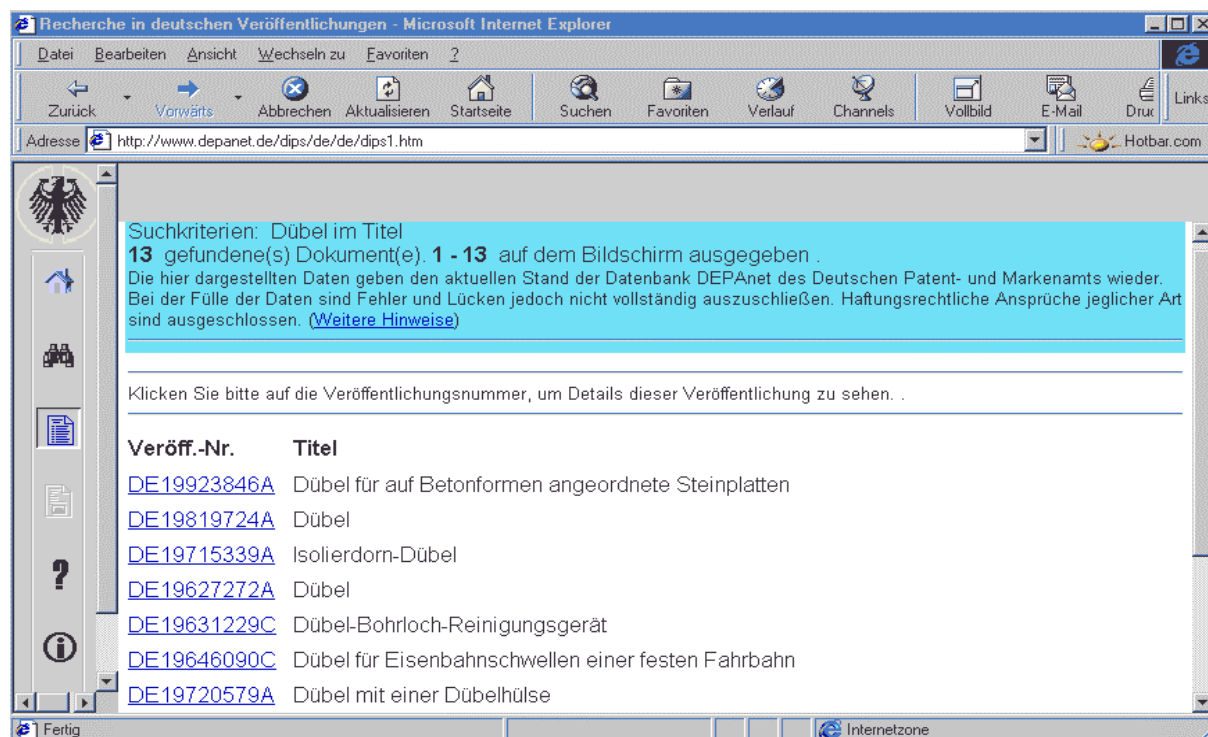 Recherche in deutschen Veröffentlichungen - Microsoft Internet Explorer
Datei Bearbeiten Ansicht Wechseln zu Favoriten ?
Zurück Vorwärts Abbrechen Aktualisieren Startseite Suchen Favoriten Verlauf Channels Vollbild E-Mail Druc Links
Adresse http://www.depanet.de/dips/de/de/dips1.htm Hotbar.com
Suchkriterien: Dübel im Titel
13 gefundene(s) Dokument(e). 1 - 13 auf dem Bildschirm ausgegeben .
Die hier dargestellten Daten geben den aktuellen Stand der Datenbank DEPAnet des Deutschen Patent- und Markenamts wieder.
Bei der Fülle der Daten sind Fehler und Lücken jedoch nicht vollständig auszuschließen. Haftungsrechtliche Ansprüche jeglicher Art
sind ausgeschlossen. (Weitere Hinweise)
Klicken Sie bitte auf die Veröffentlichungsnummer, um Details dieser Veröffentlichung zu sehen. .
Veröff.-Nr. Titel
DE19923846A Dübel für auf Betonformen angeordnete Steinplatten
DE19819724A Dübel
DE19715339A Isolierdorn-Dübel
DE19627272A Dübel
DE19631229C Dübel-Bohrloch-Reinigungsgerät
DE19646090C Dübel für Eisenbahnschwellen einer festen Fahrbahn
DE19720579A Dübel mit einer Dübelhülse
Fertig Internetzone